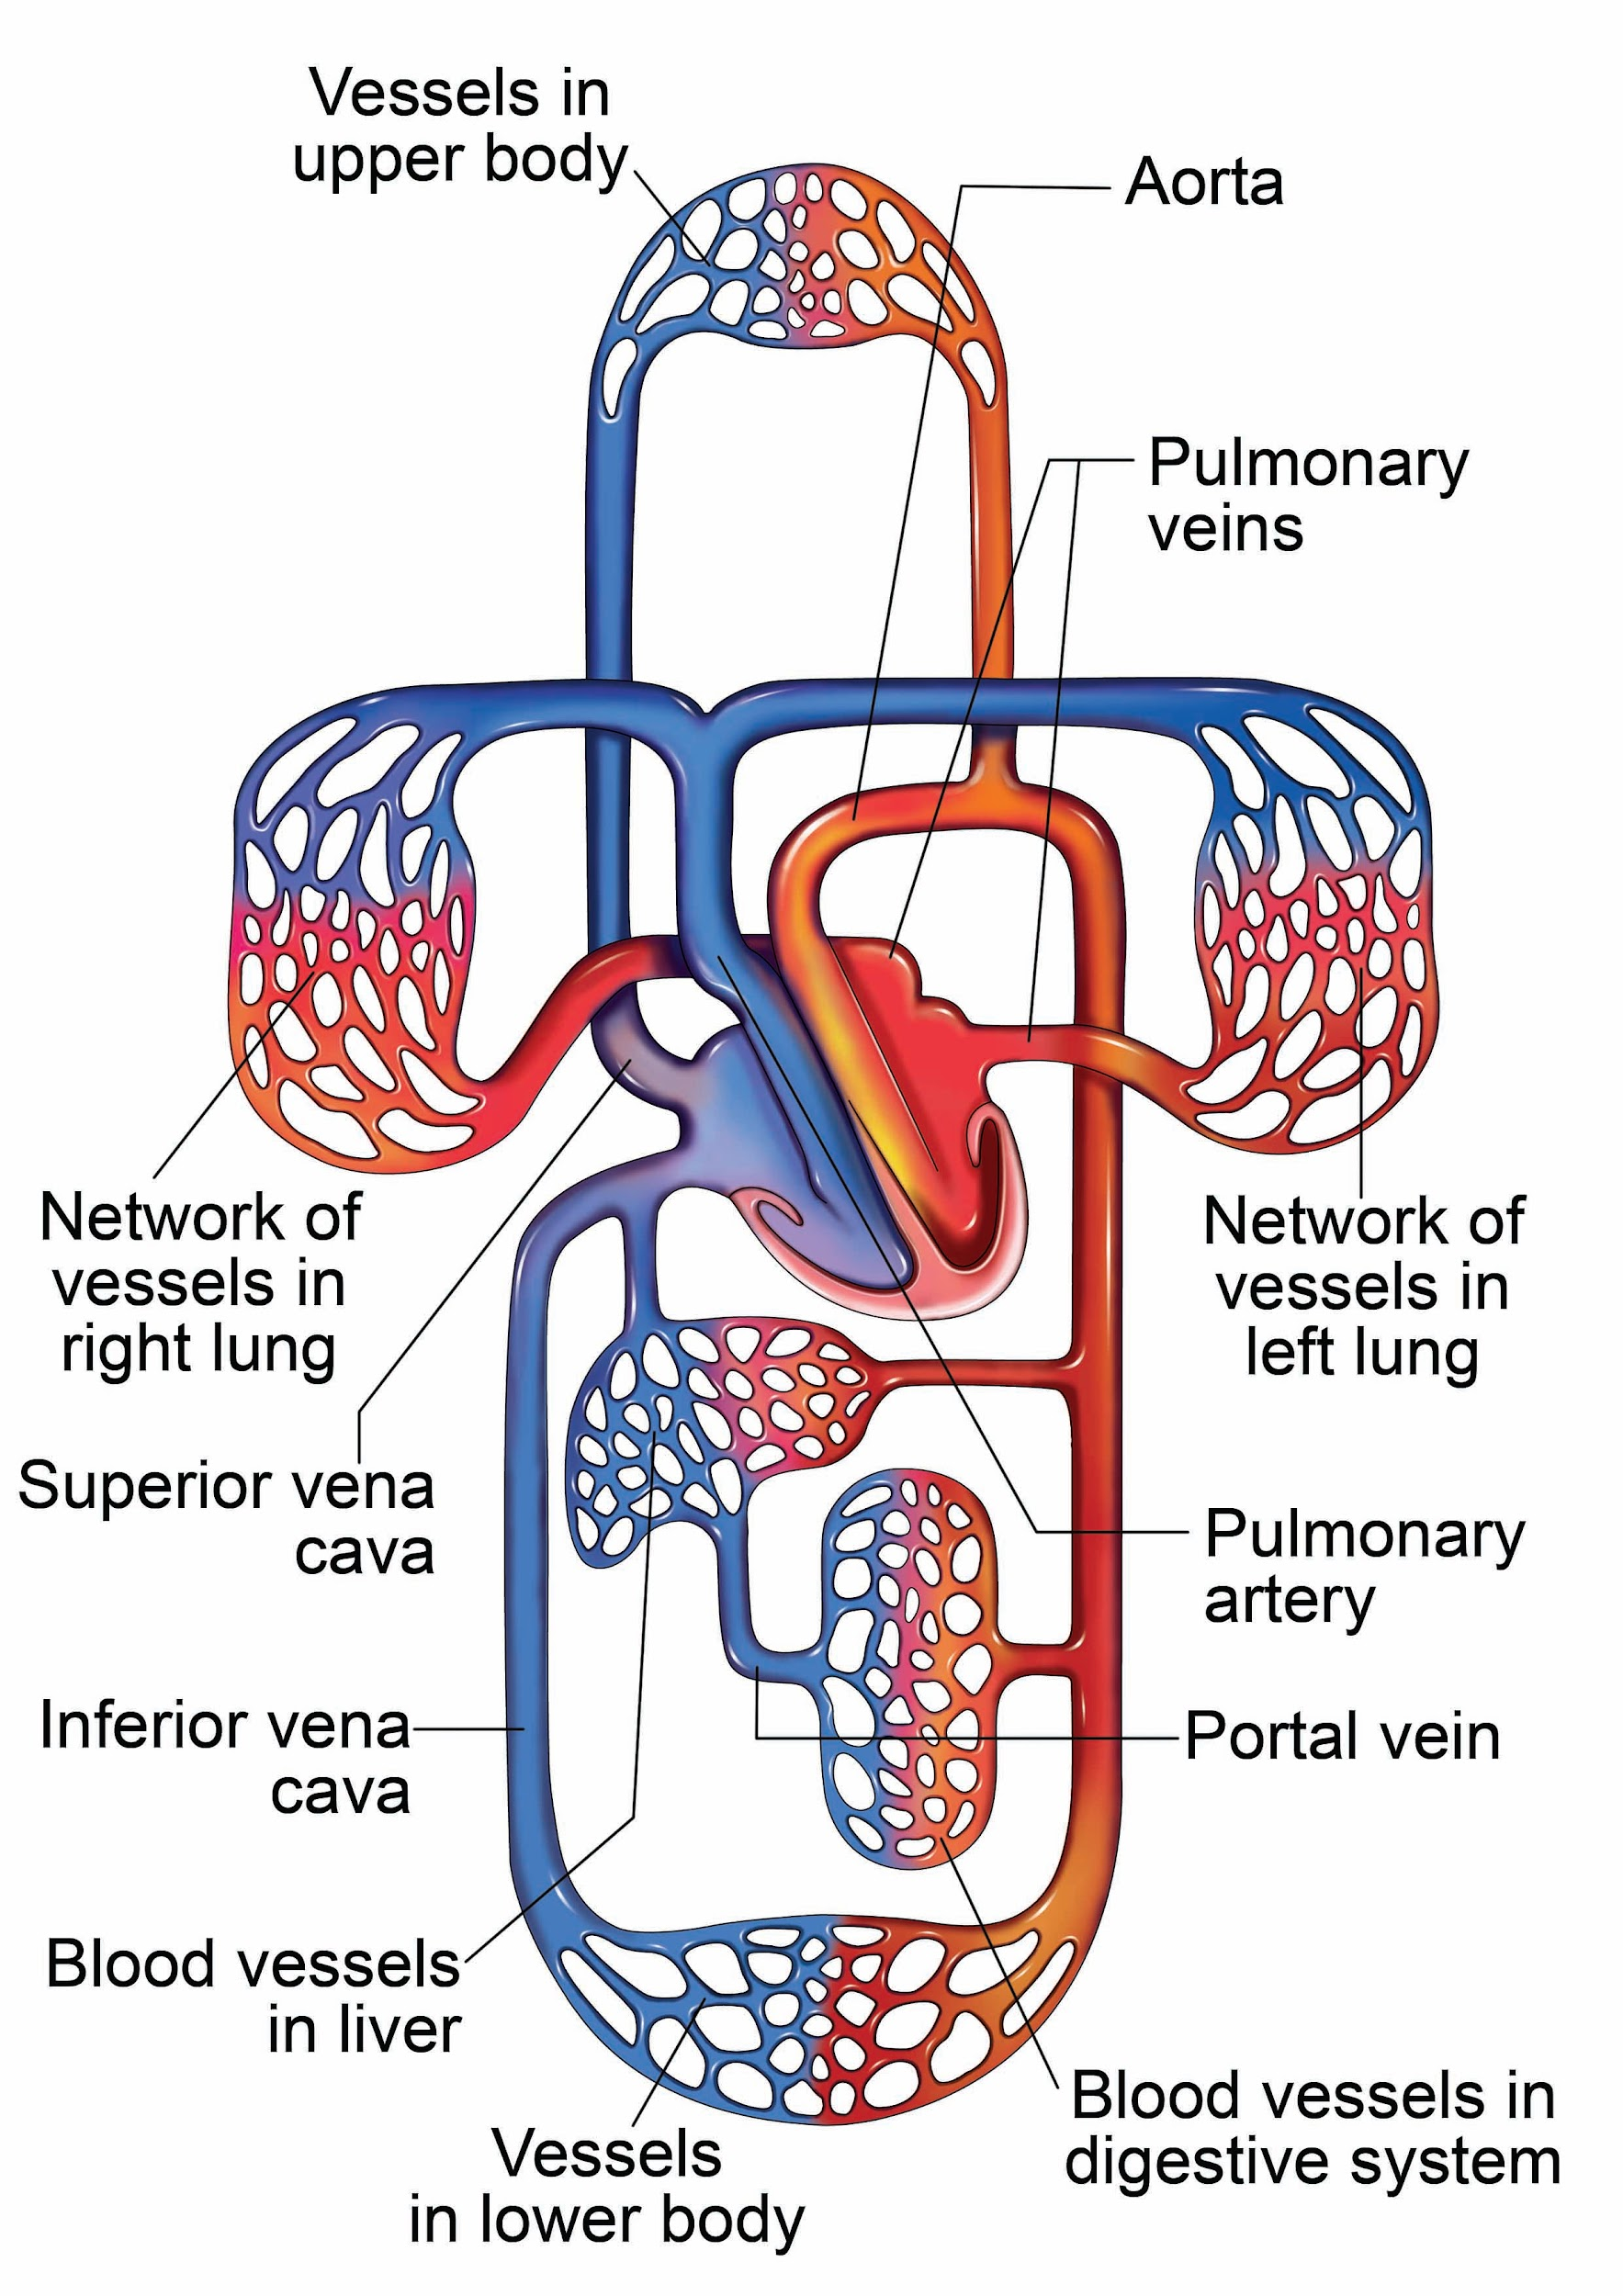 Vessels in
upper body
Aorta
Pulmonary
veins
Network of
vessels in
right lung
Network of
vessels in
left lung
Superior vena
cava
Pulmonary
artery
Inferior vena
cava
Portal vein
Blood vessels
in liver
Blood vessels in
digestive system
Vessels
in lower body